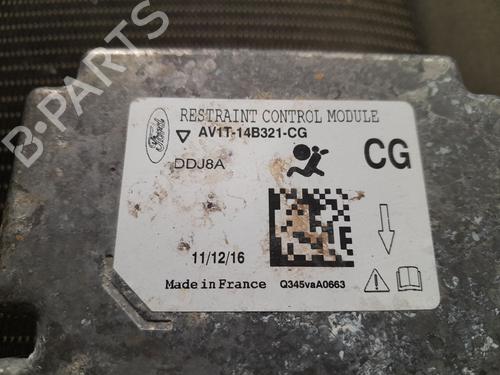 B-PARTS
Ford
RESTRAINT CONTROL MODULE
AV1T-14B321-CG
DDJ8A
CG
E
11/12/16
Made in France
Q345vaA0663